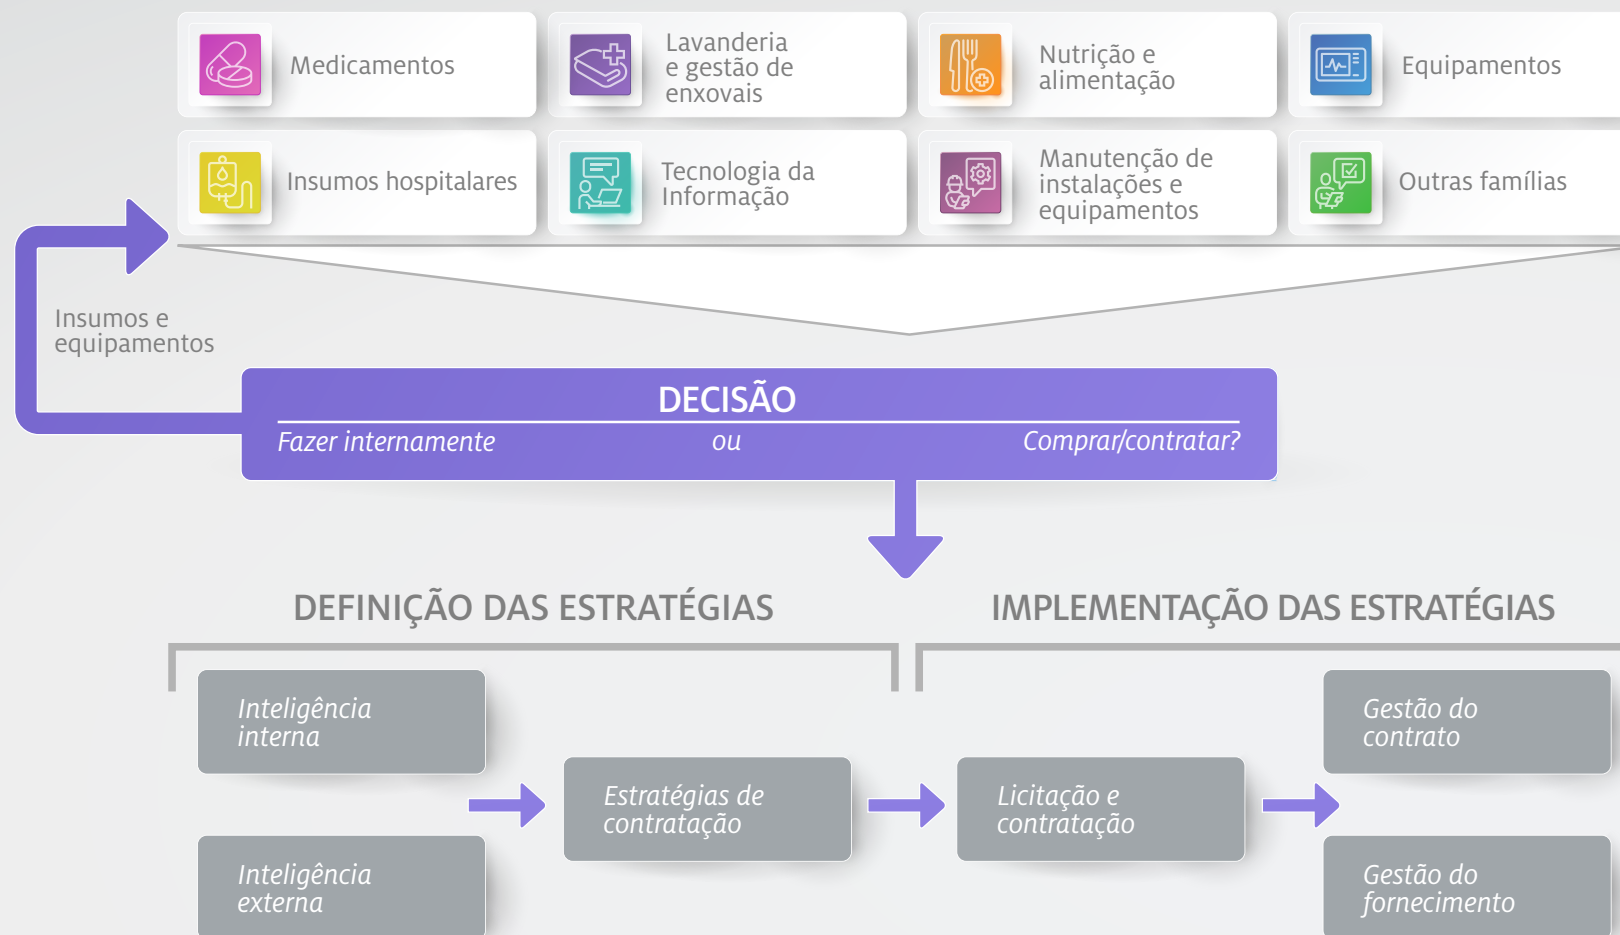 Medicamentos
Lavanderia
e gestão de
enxovais
Nutrição e
alimentação
Equipamentos
Insumos hospitalares
Tecnologia da
Informação
Manutenção de
instalações e
equipamentos
Outras famílias
Insumos e
equipamentos
DECISÃO
Fazer internamente ou Comprar/contratar?
DEFINIÇÃO DAS ESTRATÉGIAS
IMPLEMENTAÇÃO DAS ESTRATÉGIAS
Inteligência
interna
Inteligência
externa
Estratégias de
contratação
Licitação e
contratação
Gestão do
contrato
Gestão do
fornecimento